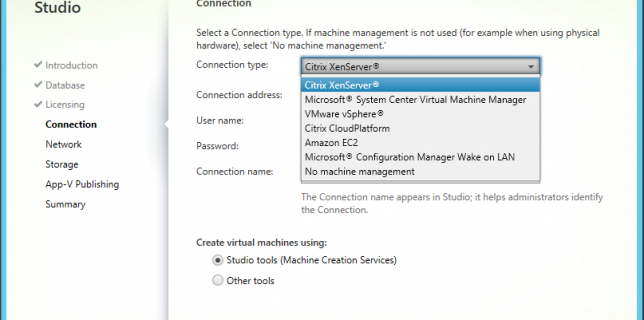 Studio
Connection
Select a Connection type. If machine management is not used (for example when using physical
hardware), select 'No machine management.'
Introduction
Database
Licensing
Connection
Network
Storage
App-V Publishing
Summary
Connection type:
Citrix XenServer®
Citrix XenServer®
Microsoft® System Center Virtual Machine Manager
VMware vSphere®
Citrix CloudPlatform
Amazon EC2
Microsoft® Configuration Manager Wake on LAN
No machine management
Connection address:
User name:
Password:
Connection name:
The Connection name appears in Studio; it helps administrators identify
the Connection.
Create virtual machines using:
Studio tools (Machine Creation Services)
Other tools